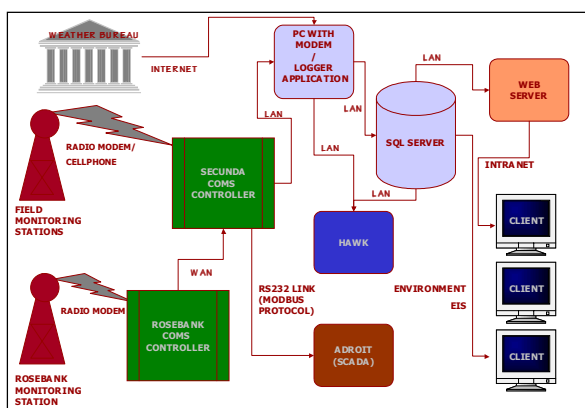 WEATHER BUREAU
INTERNET
PC WITH
MODEM
/
LOGGER
APPLICATION
LAN
WEB
SERVER
LAN
LAN
RADIO MODEM/
CELLPHONE
SECUNDA
COMS
CONTROLLER
SQL SERVER
LAN
LAN
INTRANET
FIELD
MONITORING
STATIONS
HAWK
CLIENT
WAN
RS232 LINK
(MODBUS
PROTOCOL)
ENVIRONMENT
EIS
CLIENT
RADIO MODEM
ROSEBANK
COMS
CONTROLLER
ADROIT
(SCADA)
CLIENT
ROSEBANK
MONITORING
STATION